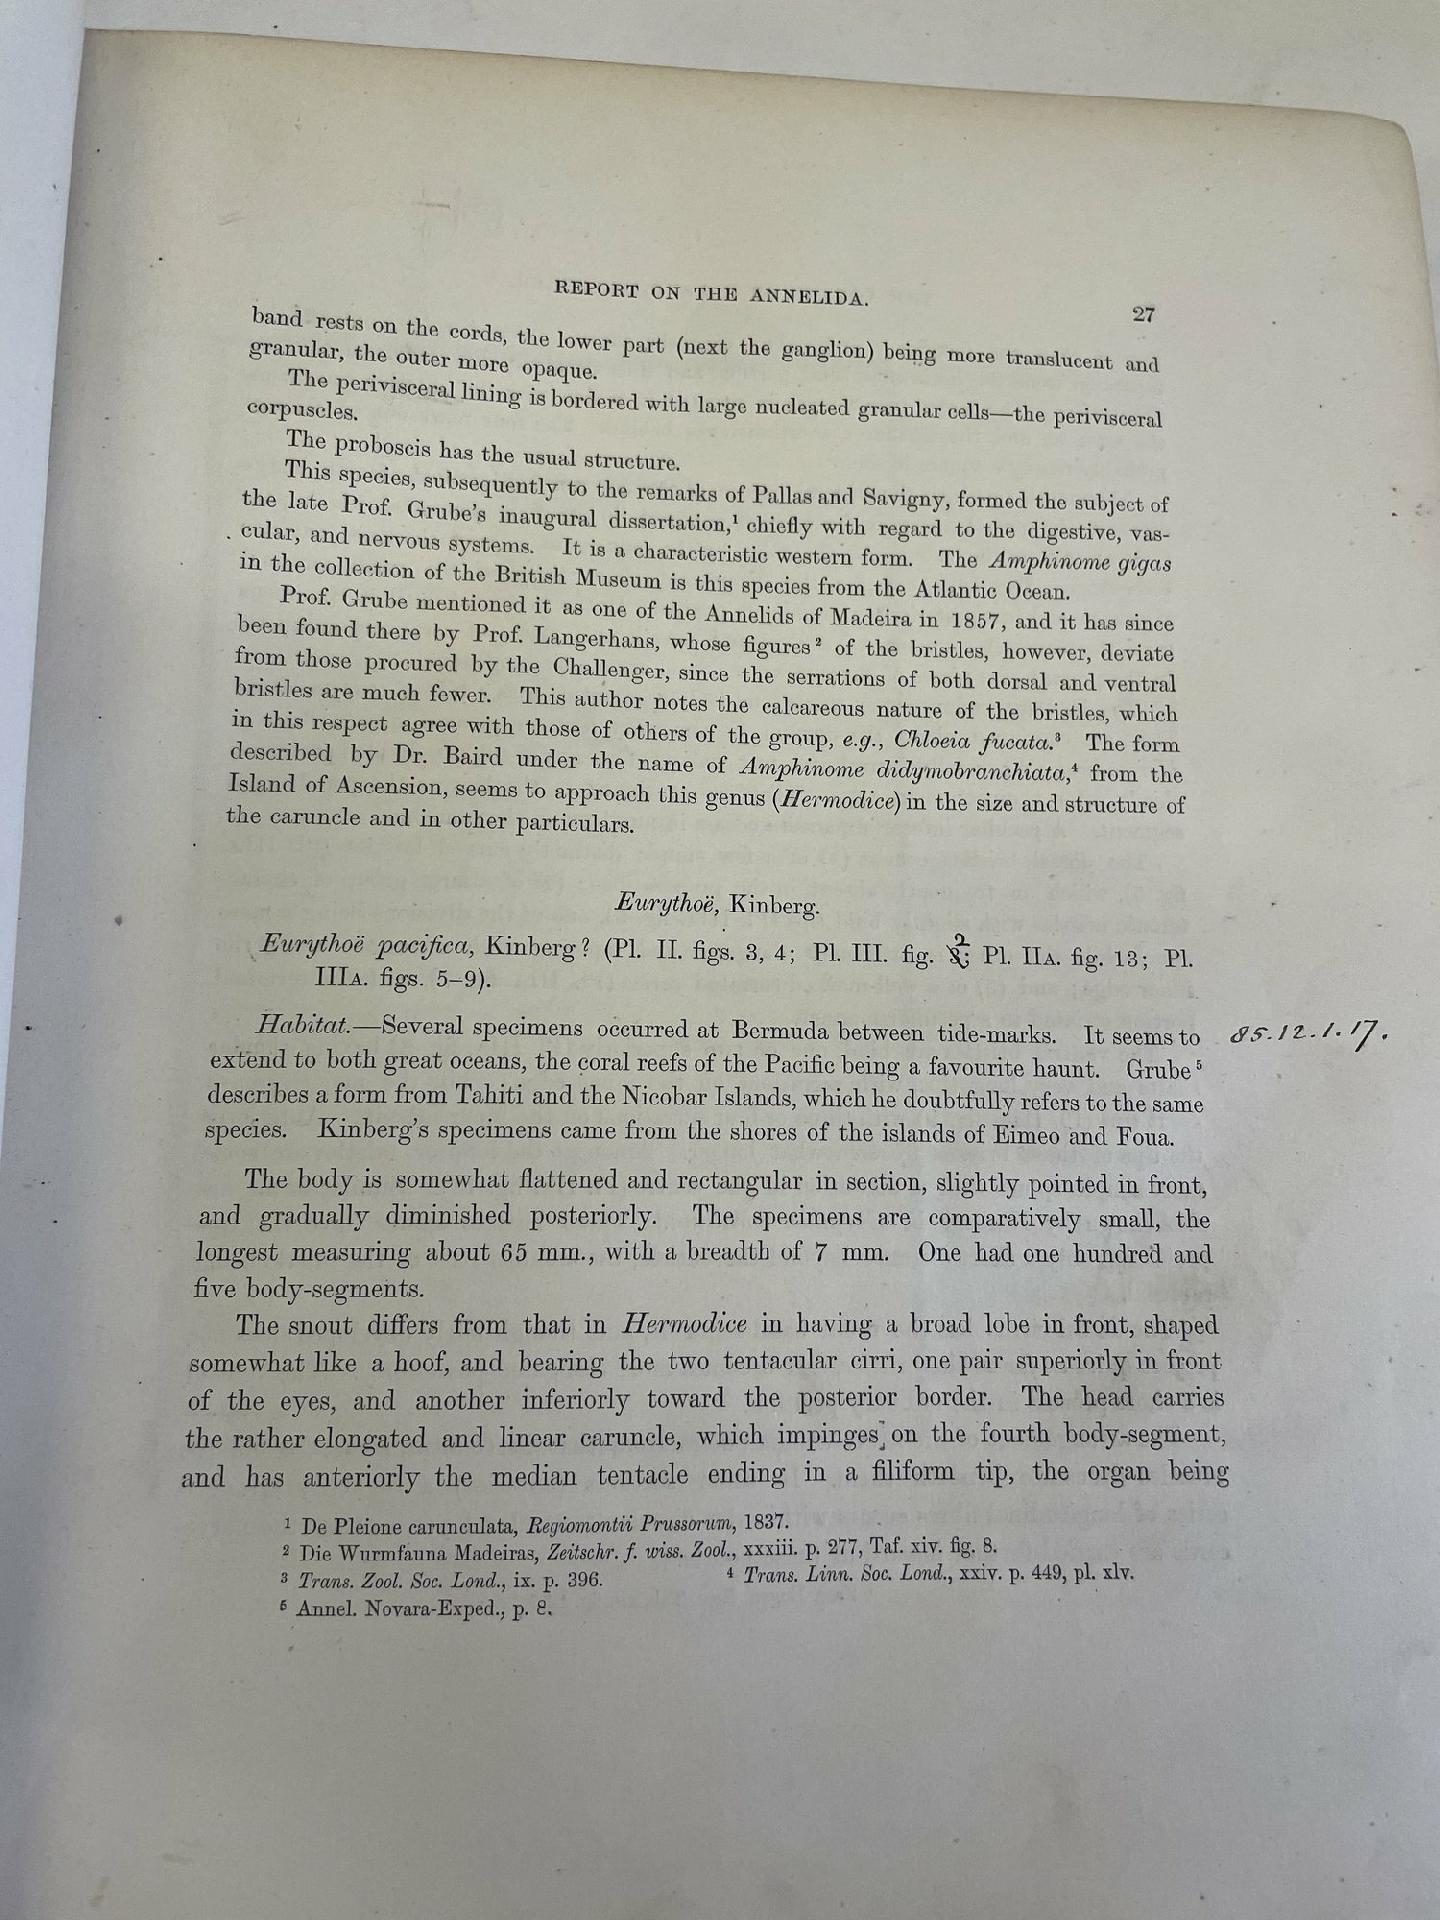 REPORT ON THE ANNELIDA.
27
band rests on the cords, the lower part (next the ganglion) being more translucent and
granular, the outer more opaque.
The perivisceral lining is bordered with large nucleated granular cells—the perivisceral
corpuscles.
The proboscis has the usual structure.
This species, subsequently to the remarks of Pallas and Savigny, formed the subject of
the late Prof. Grube's inaugural dissertation,¹ chiefly with regard to the digestive, vas-
cular, and nervous systems. It is a characteristic western form. The Amphinome gigas
in the collection of the British Museum is this species from the Atlantic Ocean.
Prof. Grube mentioned it as one of the Annelids of Madeira in 1857, and it has since
been found there by Prof. Langerhans, whose figures² of the bristles, however, deviate
from those procured by the Challenger, since the serrations of both dorsal and ventral
bristles are much fewer. This author notes the calcareous nature of the bristles, which
in this respect agree with those of others of the group, e.g., Chloeia fucata.³ The form
described by Dr. Baird under the name of Amphinome didymobranchiata,⁴ from the
Island of Ascension, seems to approach this genus (Hermodice) in the size and structure of
the caruncle and in other particulars.
Eurythoë, Kinberg.
Eurythoë pacifica, Kinberg? (Pl. II. figs. 3, 4; Pl. III. fig. 2; Pl. IIA. fig. 13; Pl.
IIIA. figs. 5–9).
Habitat.—Several specimens occurred at Bermuda between tide-marks. It seems to 85.12.1.17.
extend to both great oceans, the coral reefs of the Pacific being a favourite haunt. Grube⁵
describes a form from Tahiti and the Nicobar Islands, which he doubtfully refers to the same
species. Kinberg's specimens came from the shores of the islands of Eimeo and Foua.
The body is somewhat flattened and rectangular in section, slightly pointed in front,
and gradually diminished posteriorly. The specimens are comparatively small, the
longest measuring about 65 mm., with a breadth of 7 mm. One had one hundred and
five body-segments.
The snout differs from that in Hermodice in having a broad lobe in front, shaped
somewhat like a hoof, and bearing the two tentacular cirri, one pair superiorly in front
of the eyes, and another inferiorly toward the posterior border. The head carries
the rather elongated and linear caruncle, which impinges on the fourth body-segment,
and has anteriorly the median tentacle ending in a filiform tip, the organ being
¹ De Pleione carunculata, Regiomontii Prussorum, 1837.
² Die Wurmfauna Madeiras, Zeitschr. f. wiss. Zool., xxxiii. p. 277, Taf. xiv. fig. 8.
³ Trans. Zool. Soc. Lond., ix. p. 396. ⁴ Trans. Linn. Soc. Lond., xxiv. p. 449, pl. xlv.
⁵ Annel. Novara-Exped., p. 8.